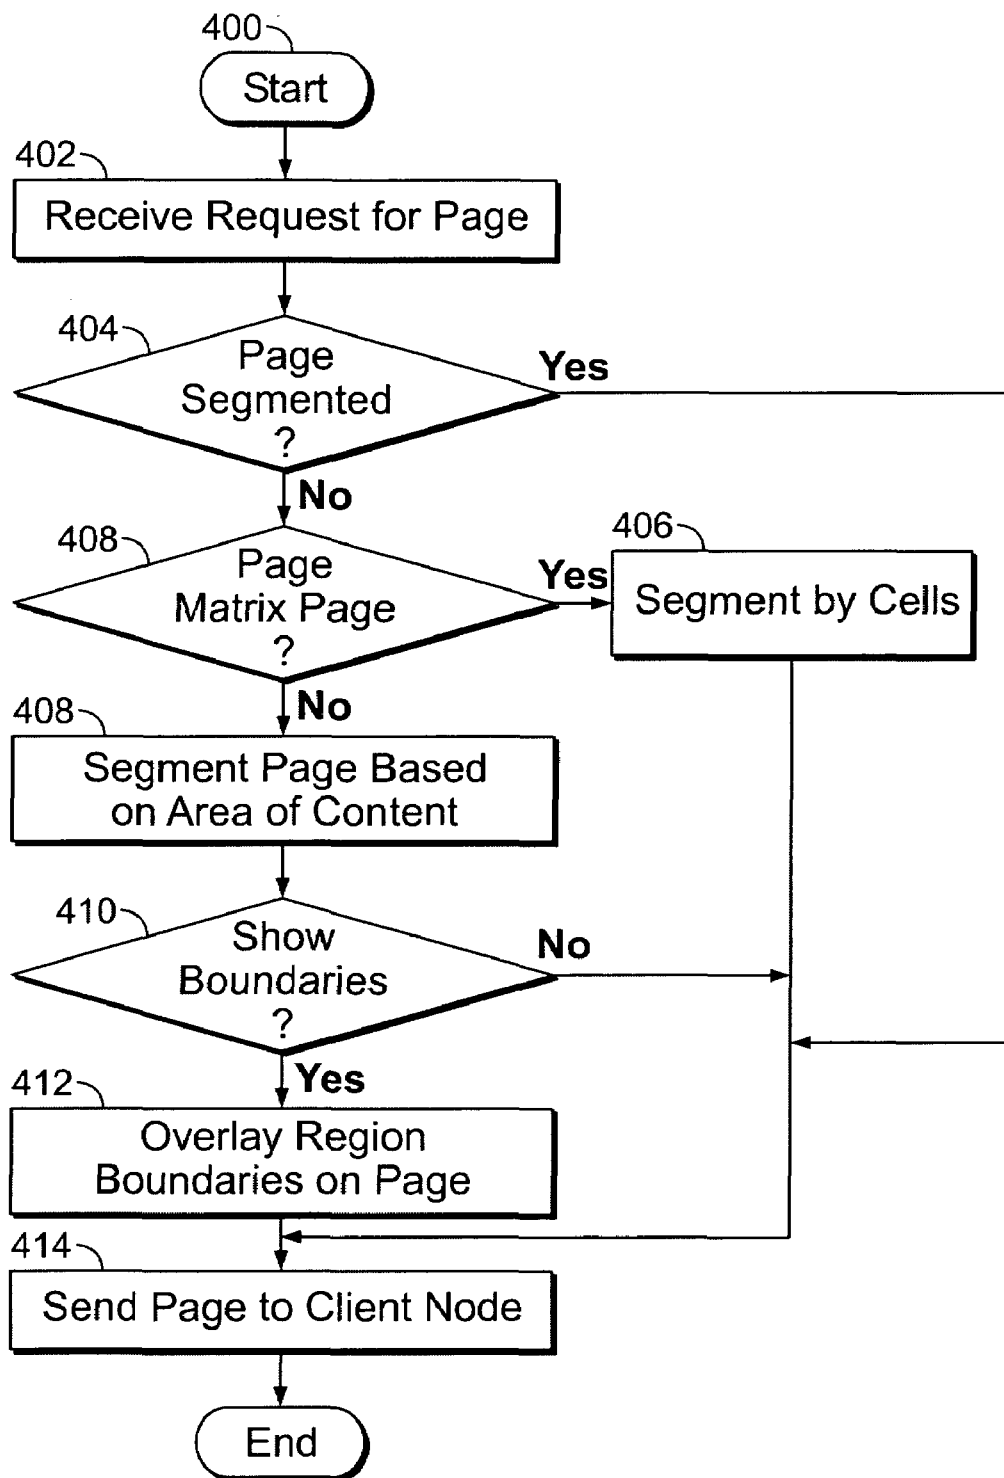 400
Start
402
Receive Request for Page
404
Page
Segmented
?
Yes
No
408
Page
Matrix Page
?
Yes
406
Segment by Cells
No
408
Segment Page Based
on Area of Content
410
Show
Boundaries
?
No
Yes
412
Overlay Region
Boundaries on Page
414
Send Page to Client Node
End